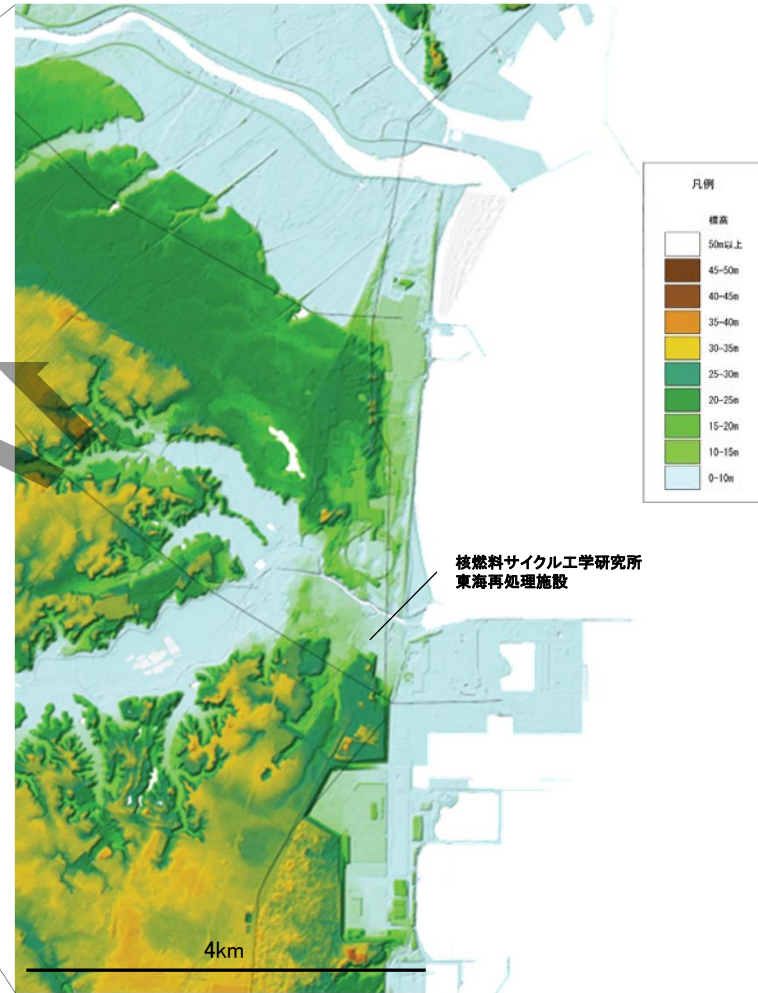 凡例
標高
50m以上
45-50m
40-45m
35-40m
30-35m
25-30m
20-25m
15-20m
10-15m
0-10m
核燃料サイクル工学研究所
東海再処理施設
4km